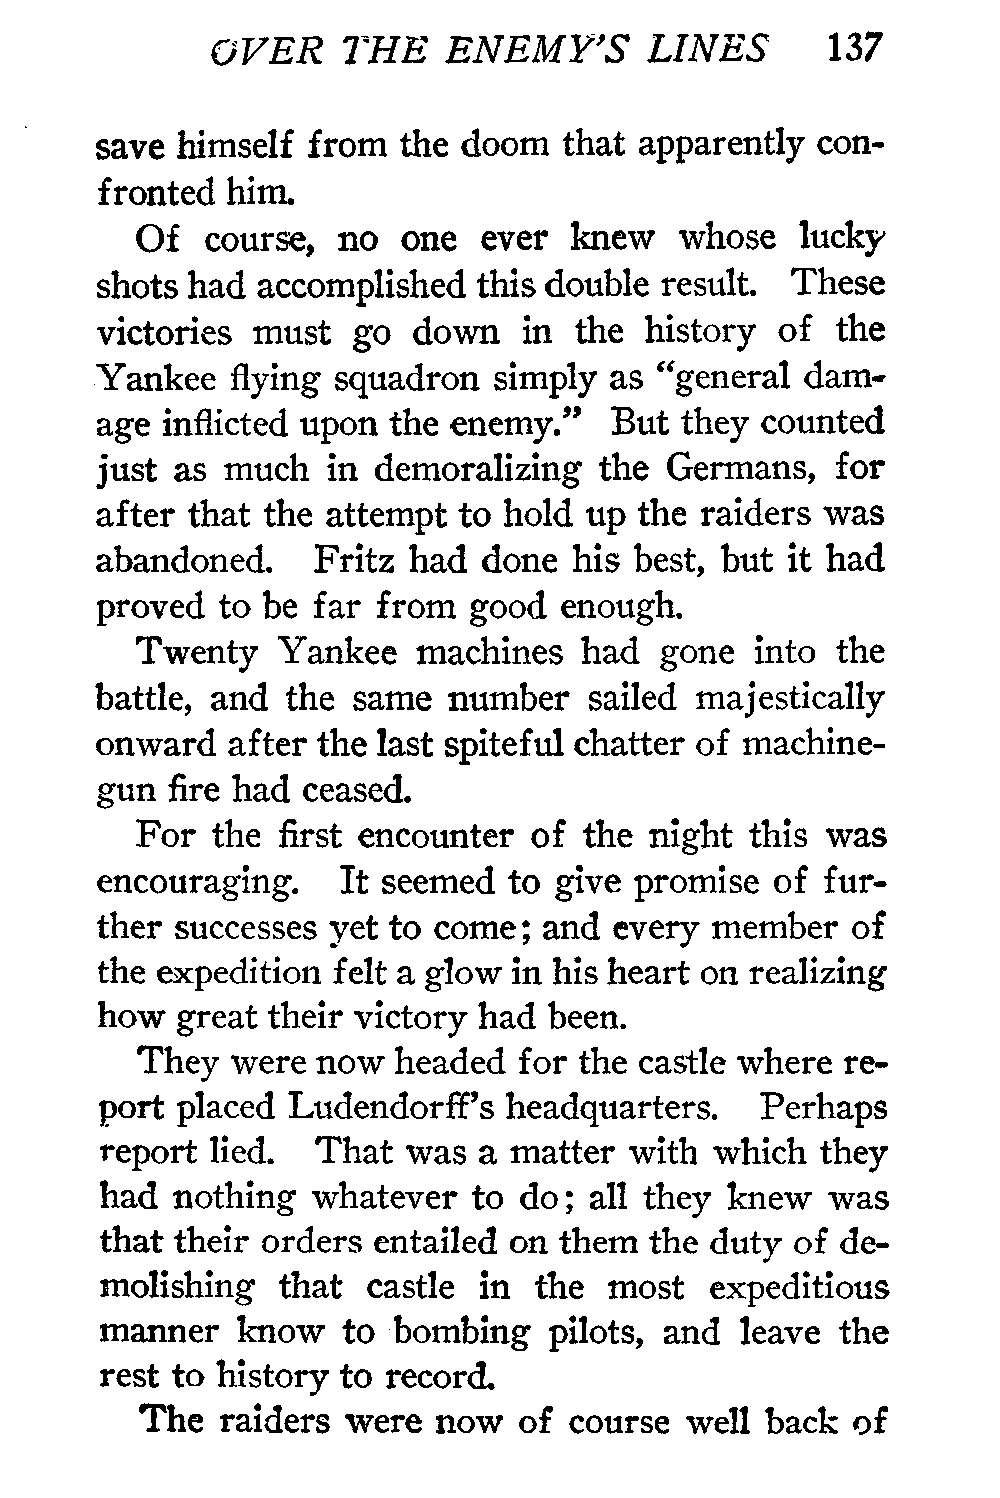 OVER THE ENEMY'S LINES 137
save himself from the doom that apparently con-
fronted him.
Of course, no one ever knew whose lucky
shots had accomplished this double result. These
victories must go down in the history of the
Yankee flying squadron simply as "general dam-
age inflicted upon the enemy." But they counted
just as much in demoralizing the Germans, for
after that the attempt to hold up the raiders was
abandoned. Fritz had done his best, but it had
proved to be far from good enough.
Twenty Yankee machines had gone into the
battle, and the same number sailed majestically
onward after the last spiteful chatter of machine-
gun fire had ceased.
For the first encounter of the night this was
encouraging. It seemed to give promise of fur-
ther successes yet to come; and every member of
the expedition felt a glow in his heart on realizing
how great their victory had been.
They were now headed for the castle where re-
port placed Ludendorff's headquarters. Perhaps
report lied. That was a matter with which they
had nothing whatever to do; all they knew was
that their orders entailed on them the duty of de-
molishing that castle in the most expeditious
manner know to bombing pilots, and leave the
rest to history to record.
The raiders were now of course well back of